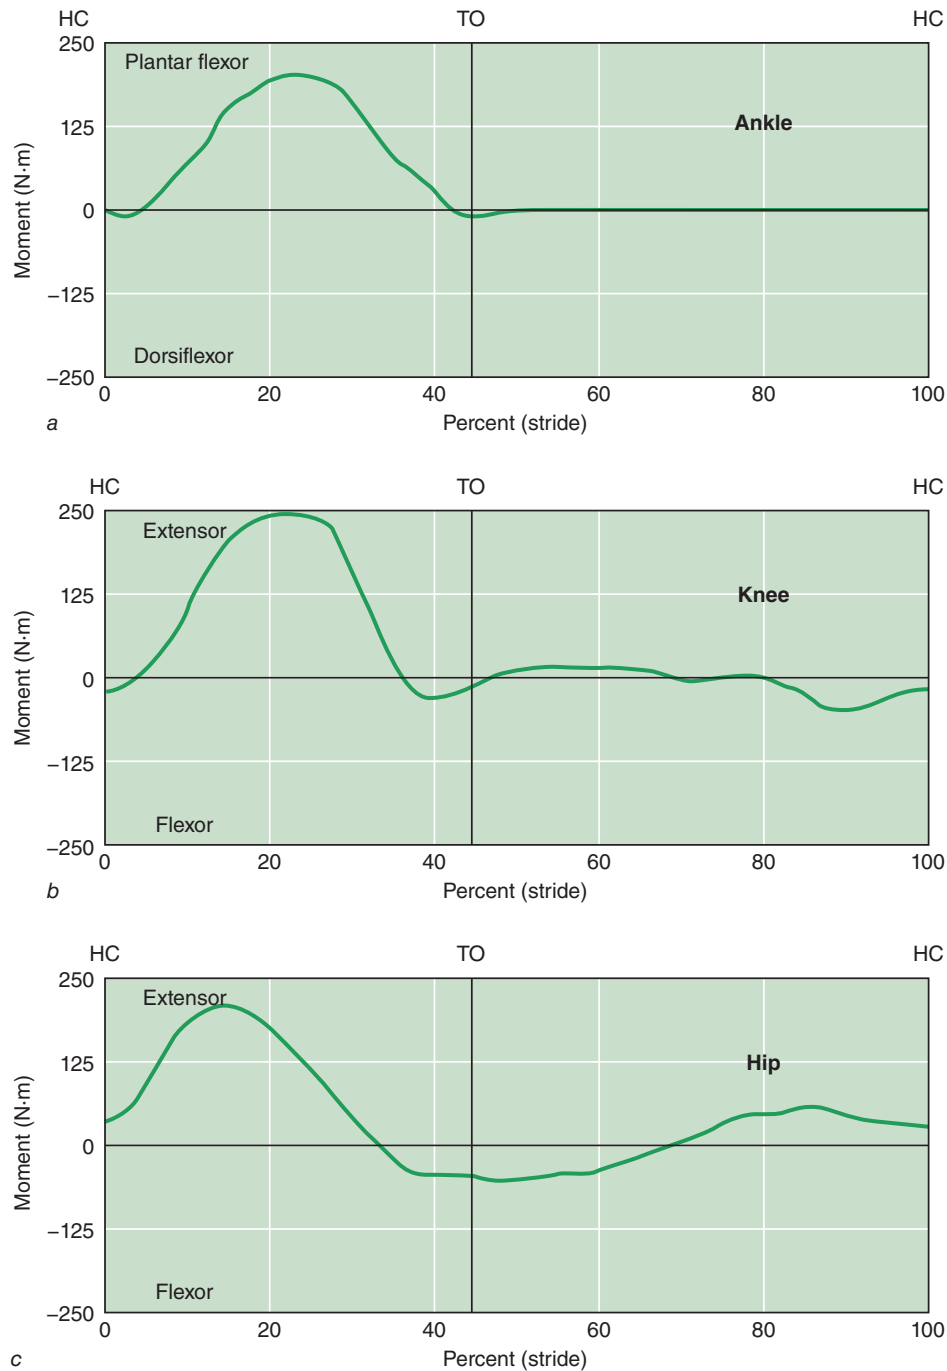 HC TO HC
250
Plantar flexor
125
Ankle
0
Moment (N·m)
−125
Dorsiflexor
−250
0 20 40 60 80 100
a
Percent (stride)
HC TO HC
250
Extensor
125
Knee
0
Moment (N·m)
−125
Flexor
−250
0 20 40 60 80 100
b
Percent (stride)
HC TO HC
250
Extensor
125
Hip
0
Moment (N·m)
−125
Flexor
−250
0 20 40 60 80 100
c
Percent (stride)